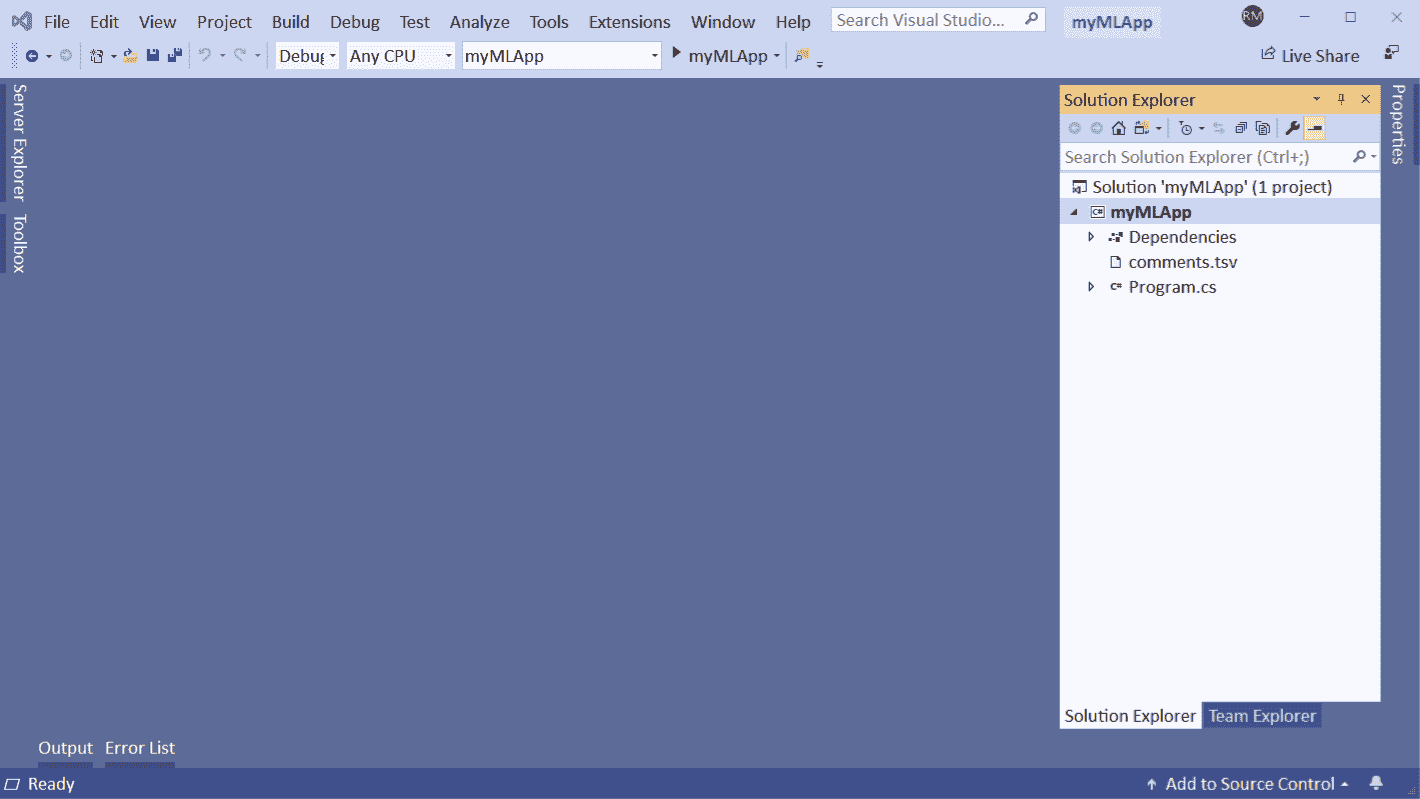 File Edit View Project Build Debug Test Analyze Tools Extensions Window Help Search Visual Studio... myMLApp RM
Debug Any CPU myMLApp myMLApp Live Share
Server Explorer
Toolbox
Solution Explorer
Search Solution Explorer (Ctrl+;)
Solution 'myMLApp' (1 project)
C# myMLApp
Dependencies
comments.tsv
C# Program.cs
Solution Explorer Team Explorer
Properties
Output Error List
Ready Add to Source Control